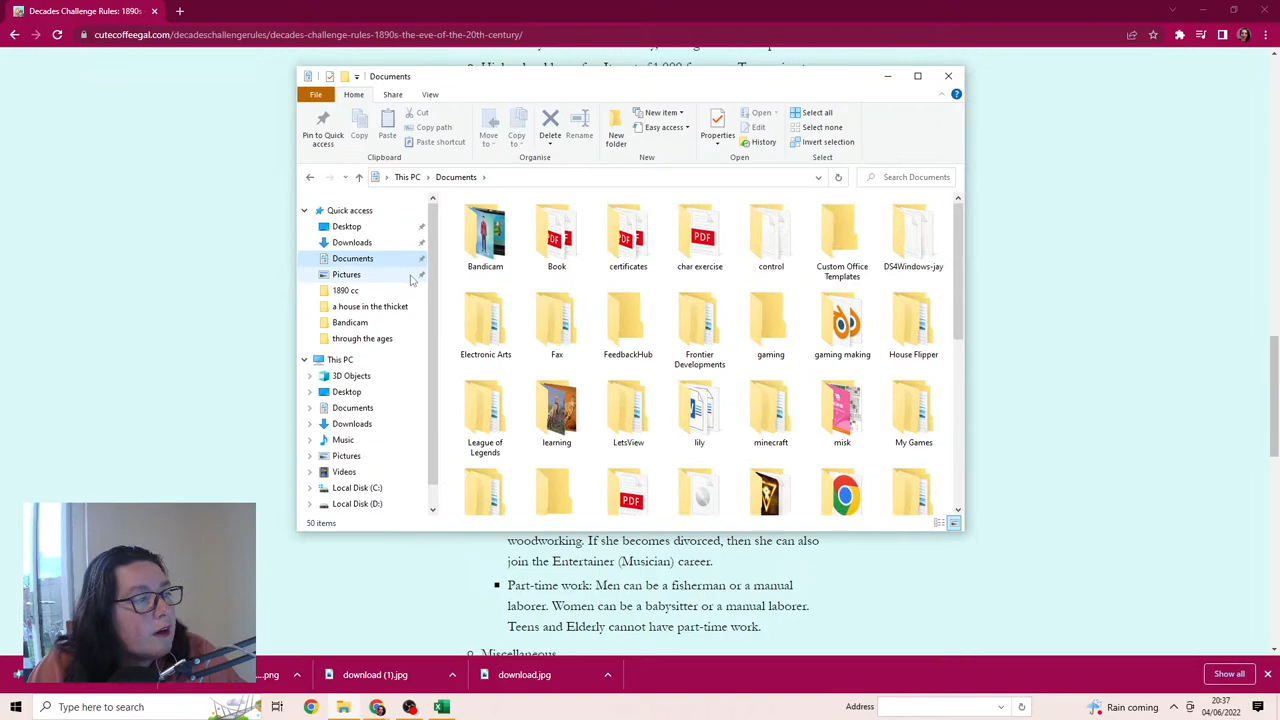 Decades Challenge Rules: 1890s
cutecoffeegal.com/decadeschallengerules/decades-challenge-rules-1890s-the-eve-of-the-20th-century/
Documents
File
Home
Share
View
Pin to Quick access
Copy
Paste
Cut
Copy path
Paste shortcut
Move to
Copy to
Delete
Rename
New folder
New item
Easy access
Properties
Open
Edit
History
Select all
Select none
Invert selection
Clipboard
Organise
New
Open
Select
This PC
Documents
Search Documents
Quick access
Desktop
Downloads
Documents
Pictures
1890 cc
a house in the thicket
Bandicam
through the ages
This PC
3D Objects
Desktop
Documents
Downloads
Music
Pictures
Videos
Local Disk (C:)
Local Disk (D:)
PDF
PDF
PDF
Bandicam
Book
certificates
char exercise
control
Custom Office
Templates
DS4Windows-jay
Electronic Arts
Fax
FeedbackHub
Frontier
Developments
gaming
gaming making
House Flipper
League of
Legends
learning
LetsView
lily
minecraft
misk
My Games
PDF
50 items
woodworking. If she becomes divorced, then she can also
join the Entertainer (Musician) career.
Part-time work: Men can be a fisherman or a manual
laborer. Women can be a babysitter or a manual laborer.
Teens and Elderly cannot have part-time work.
Miscellaneous
....png
download (1).jpg
download.jpg
Show all
Type here to search
Address
Rain coming
20:37
04/06/2022